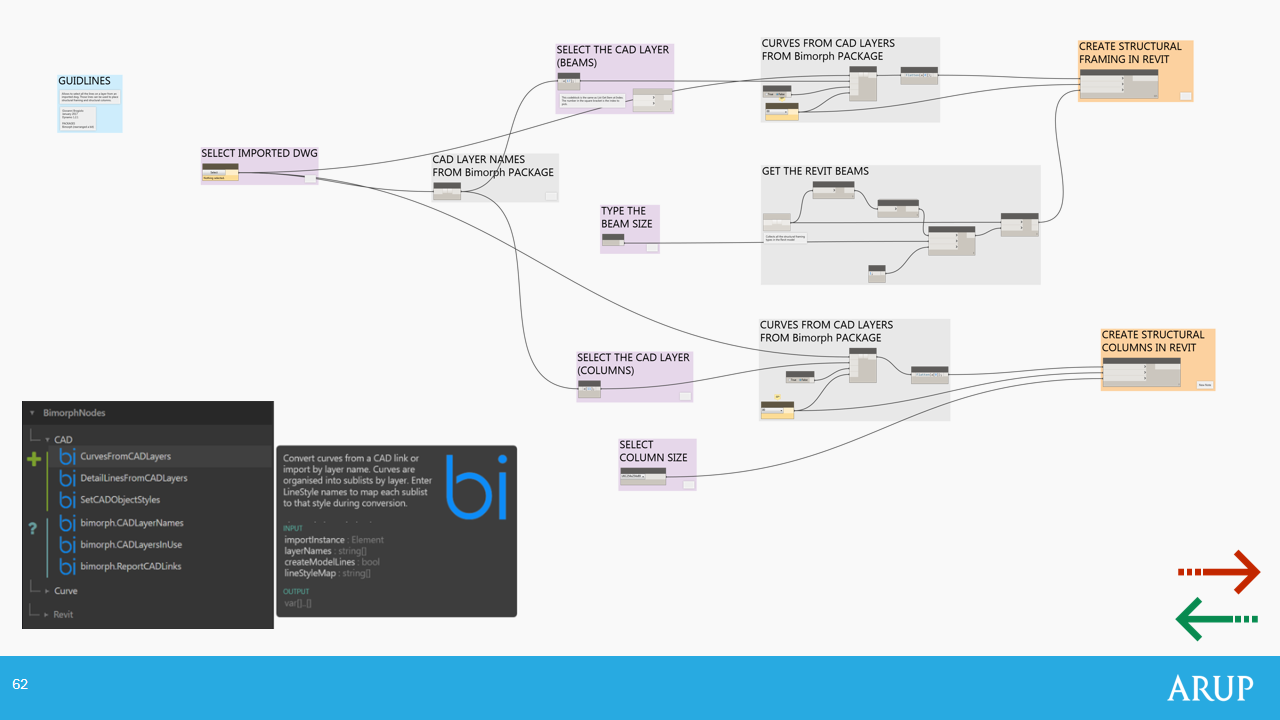 GUIDLINES
SELECT IMPORTED DWG
CAD LAYER NAMES
FROM Bimorph PACKAGE
SELECT THE CAD LAYER
(BEAMS)
CURVES FROM CAD LAYERS
FROM Bimorph PACKAGE
CREATE STRUCTURAL
FRAMING IN REVIT
TYPE THE
BEAM SIZE
GET THE REVIT BEAMS
SELECT THE CAD LAYER
(COLUMNS)
CURVES FROM CAD LAYERS
FROM Bimorph PACKAGE
CREATE STRUCTURAL
COLUMNS IN REVIT
SELECT
COLUMN SIZE
BimorphNodes
CAD
CurvesFromCADLayers
DetailLinesFromCADLayers
SetCADObjectStyles
bimorph.CADLayerNames
bimorph.CADLayersInUse
bimorph.ReportCADLinks
Curve
Revit
Convert curves from a CAD link or
import by layer name. Curves are
organised into sublists by layer. Enter
LineStyle names to map each sublist
to that style during conversion.
bi
INPUT
importInstance : Element
layerNames : string[]
createModelLines : bool
lineStyleMap : string[]
OUTPUT
var[]..[]
62
ARUP